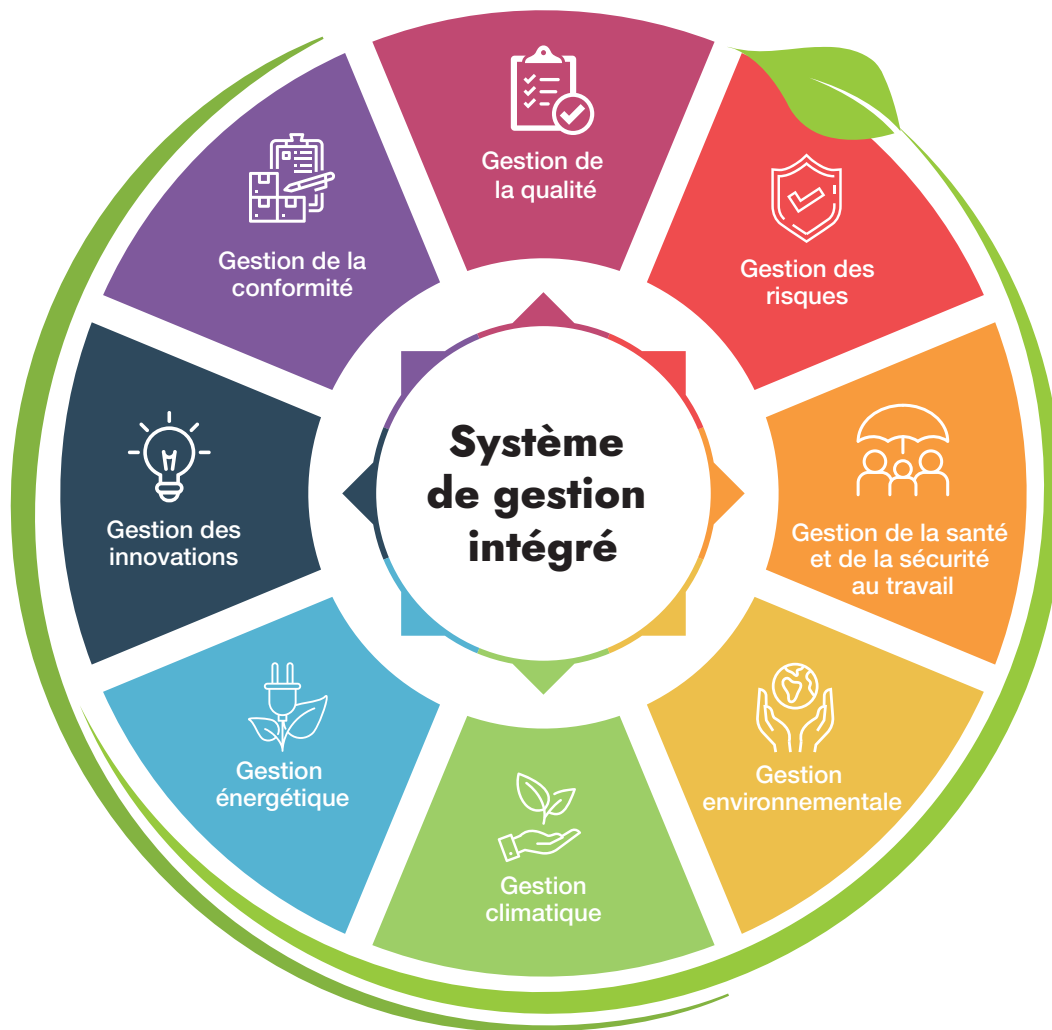 Gestion de
la qualité
Gestion des
risques
Gestion de la santé
et de la sécurité
au travail
Gestion
environnementale
Gestion
climatique
Gestion
énergétique
Gestion des
innovations
Gestion de la
conformité
Système
de gestion
intégré